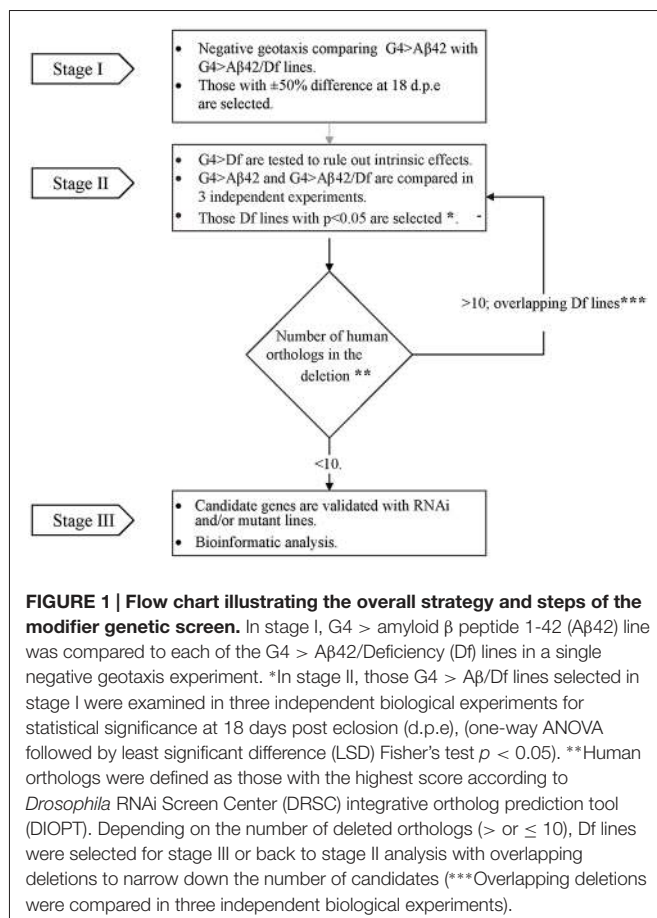 Stage I
• Negative geotaxis comparing G4>Aβ42 with
G4>Aβ42/Df lines.
• Those with ±50% difference at 18 d.p.e
are selected.
Stage II
• G4>Df are tested to rule out intrinsic effects.
• G4>Aβ42 and G4>Aβ42/Df are compared in
3 independent experiments.
• Those Df lines with p<0.05 are selected *. -
>10; overlapping Df lines***
Number of human
orthologs in the
deletion **
<10.
Stage III
• Candidate genes are validated with RNAi
and/or mutant lines.
• Bioinformatic analysis.
FIGURE 1 | Flow chart illustrating the overall strategy and steps of the
modifier genetic screen. In stage I, G4 > amyloid β peptide 1-42 (Aβ42) line
was compared to each of the G4 > Aβ42/Deficiency (Df) lines in a single
negative geotaxis experiment. *In stage II, those G4 > Aβ/Df lines selected in
stage I were examined in three independent biological experiments for
statistical significance at 18 days post eclosion (d.p.e), (one-way ANOVA
followed by least significant difference (LSD) Fisher's test p < 0.05). **Human
orthologs were defined as those with the highest score according to
Drosophila RNAi Screen Center (DRSC) integrative ortholog prediction tool
(DIOPT). Depending on the number of deleted orthologs (> or ≤ 10), Df lines
were selected for stage III or back to stage II analysis with overlapping
deletions to narrow down the number of candidates (***Overlapping deletions
were compared in three independent biological experiments).